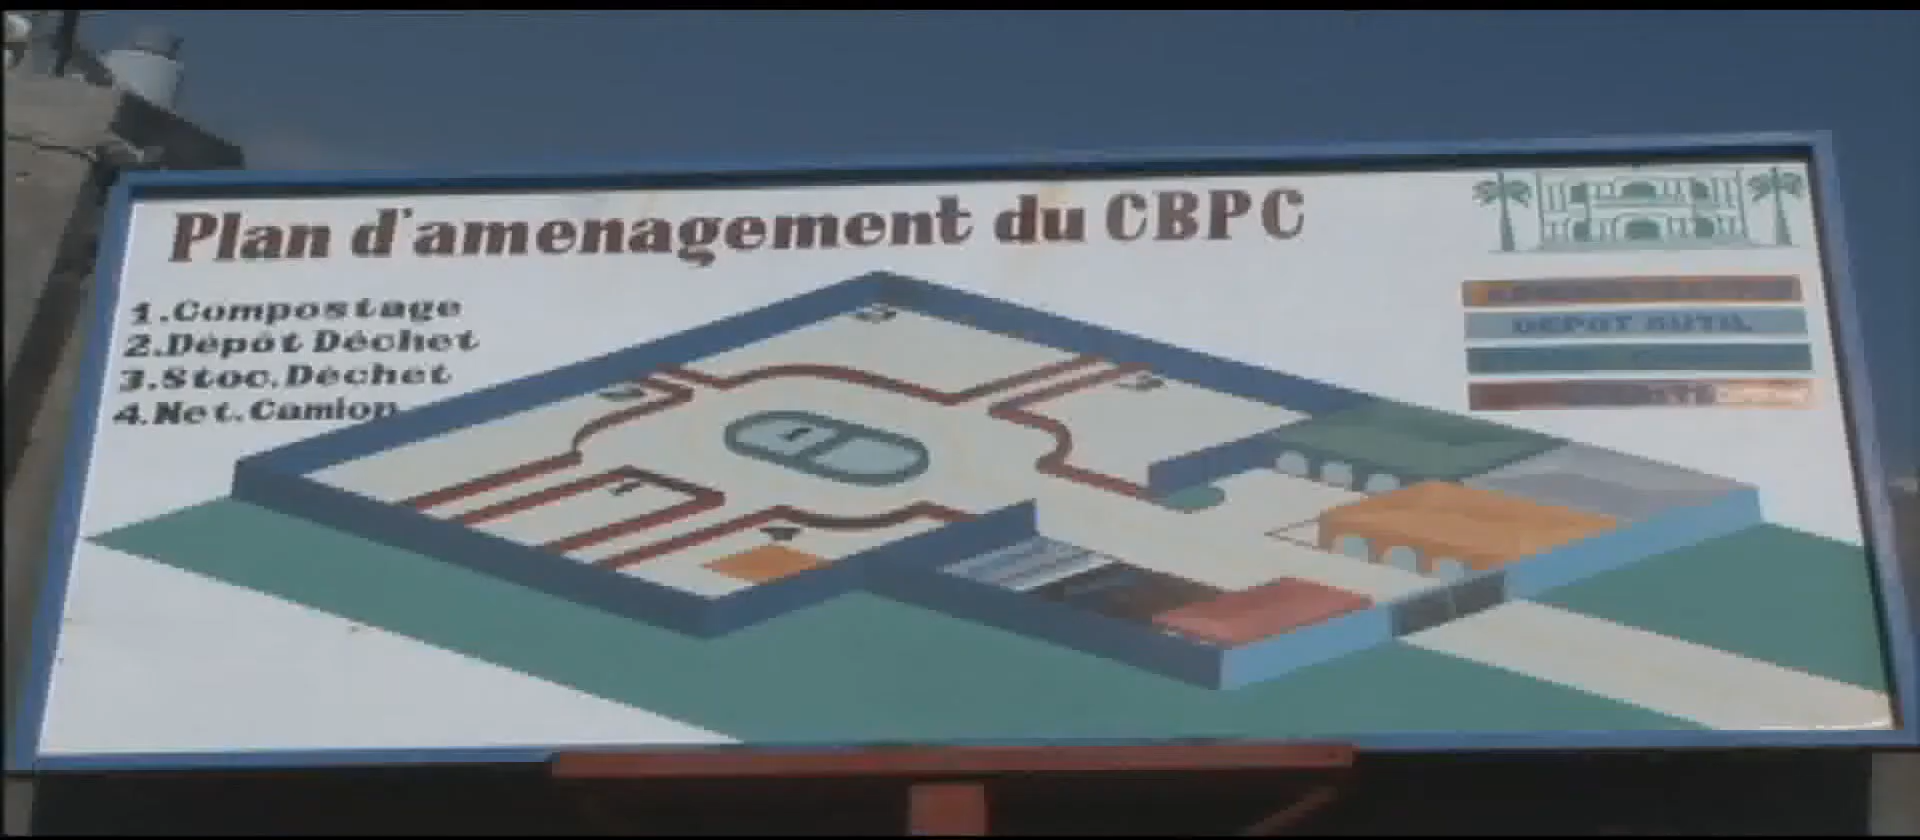 Plan d'amenagement du CBPC
1.Compostage
2.Dépôt Déchet
3.Stoc.Déchet
4.Net.Camion
DEPOT OUTIL